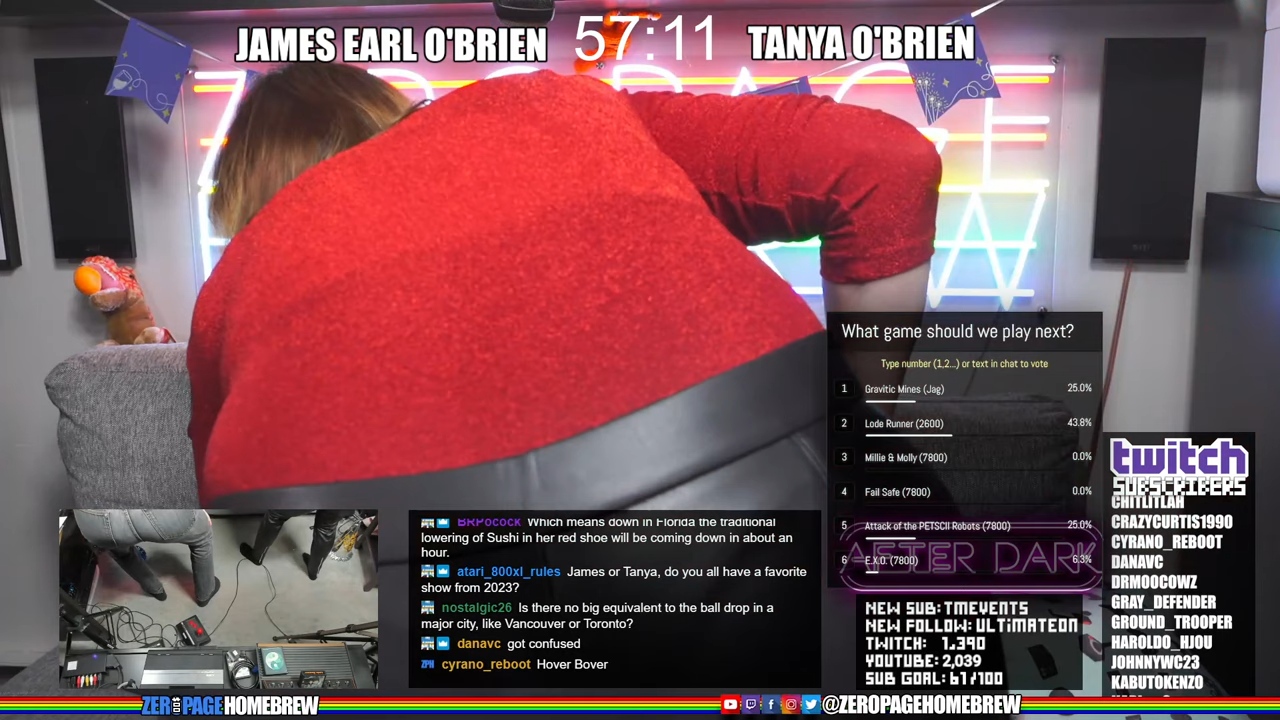 JAMES EARL O'BRIEN
57:11
TANYA O'BRIEN
What game should we play next?
Type number (1,2...) or text in chat to vote
1 Gravitic Mines (Jag) 25.0%
2 Lode Runner (2600) 43.8%
3 Millie & Molly (7800) 0.0%
4 Fail Safe (7800) 0.0%
5 Attack of the PETSCII Robots (7800) 25.0%
6 E.X.O. (7800) 6.3%
AFTER DARK
BRPocock Which means down in Florida the traditional
lowering of Sushi in her red shoe will be coming down in about an
hour.
atari_800xl_rules James or Tanya, do you all have a favorite
show from 2023?
nostalgic26 Is there no big equivalent to the ball drop in a
major city, like Vancouver or Toronto?
danavc got confused
ZPH cyrano_reboot Hover Bover
NEW SUB: TMEVENTS
NEW FOLLOW: ULTIMATEON
TWITCH: 1,390
YOUTUBE: 2,039
SUB GOAL: 67/100
twitch
SUBSCRIBERS
CHITLITLAH
CRAZYCURTIS1990
CYRANO_REBOOT
DANAVC
DRMOOCOWZ
GRAY_DEFENDER
GROUND_TROOPER
HAROLDO_HJOU
JOHNNYWC23
KABUTOKENZO
ZEROPAGEHOMEBREW
@ZEROPAGEHOMEBREW